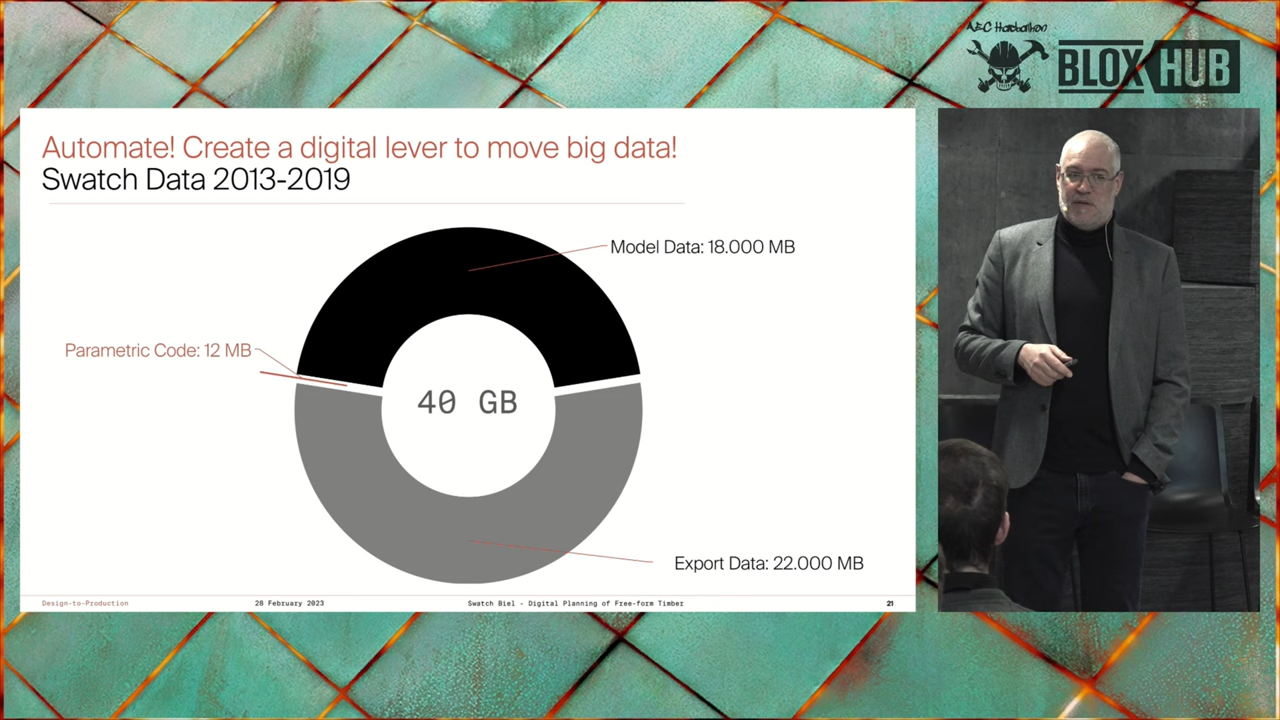 AEC Hackathon
BLOXHUB
Automate! Create a digital lever to move big data!
Swatch Data 2013-2019
Model Data: 18.000 MB
Parametric Code: 12 MB
40 GB
Export Data: 22.000 MB
Design-to-Production
28 February 2023
Swatch Biel - Digital Planning of Free-form Timber
21